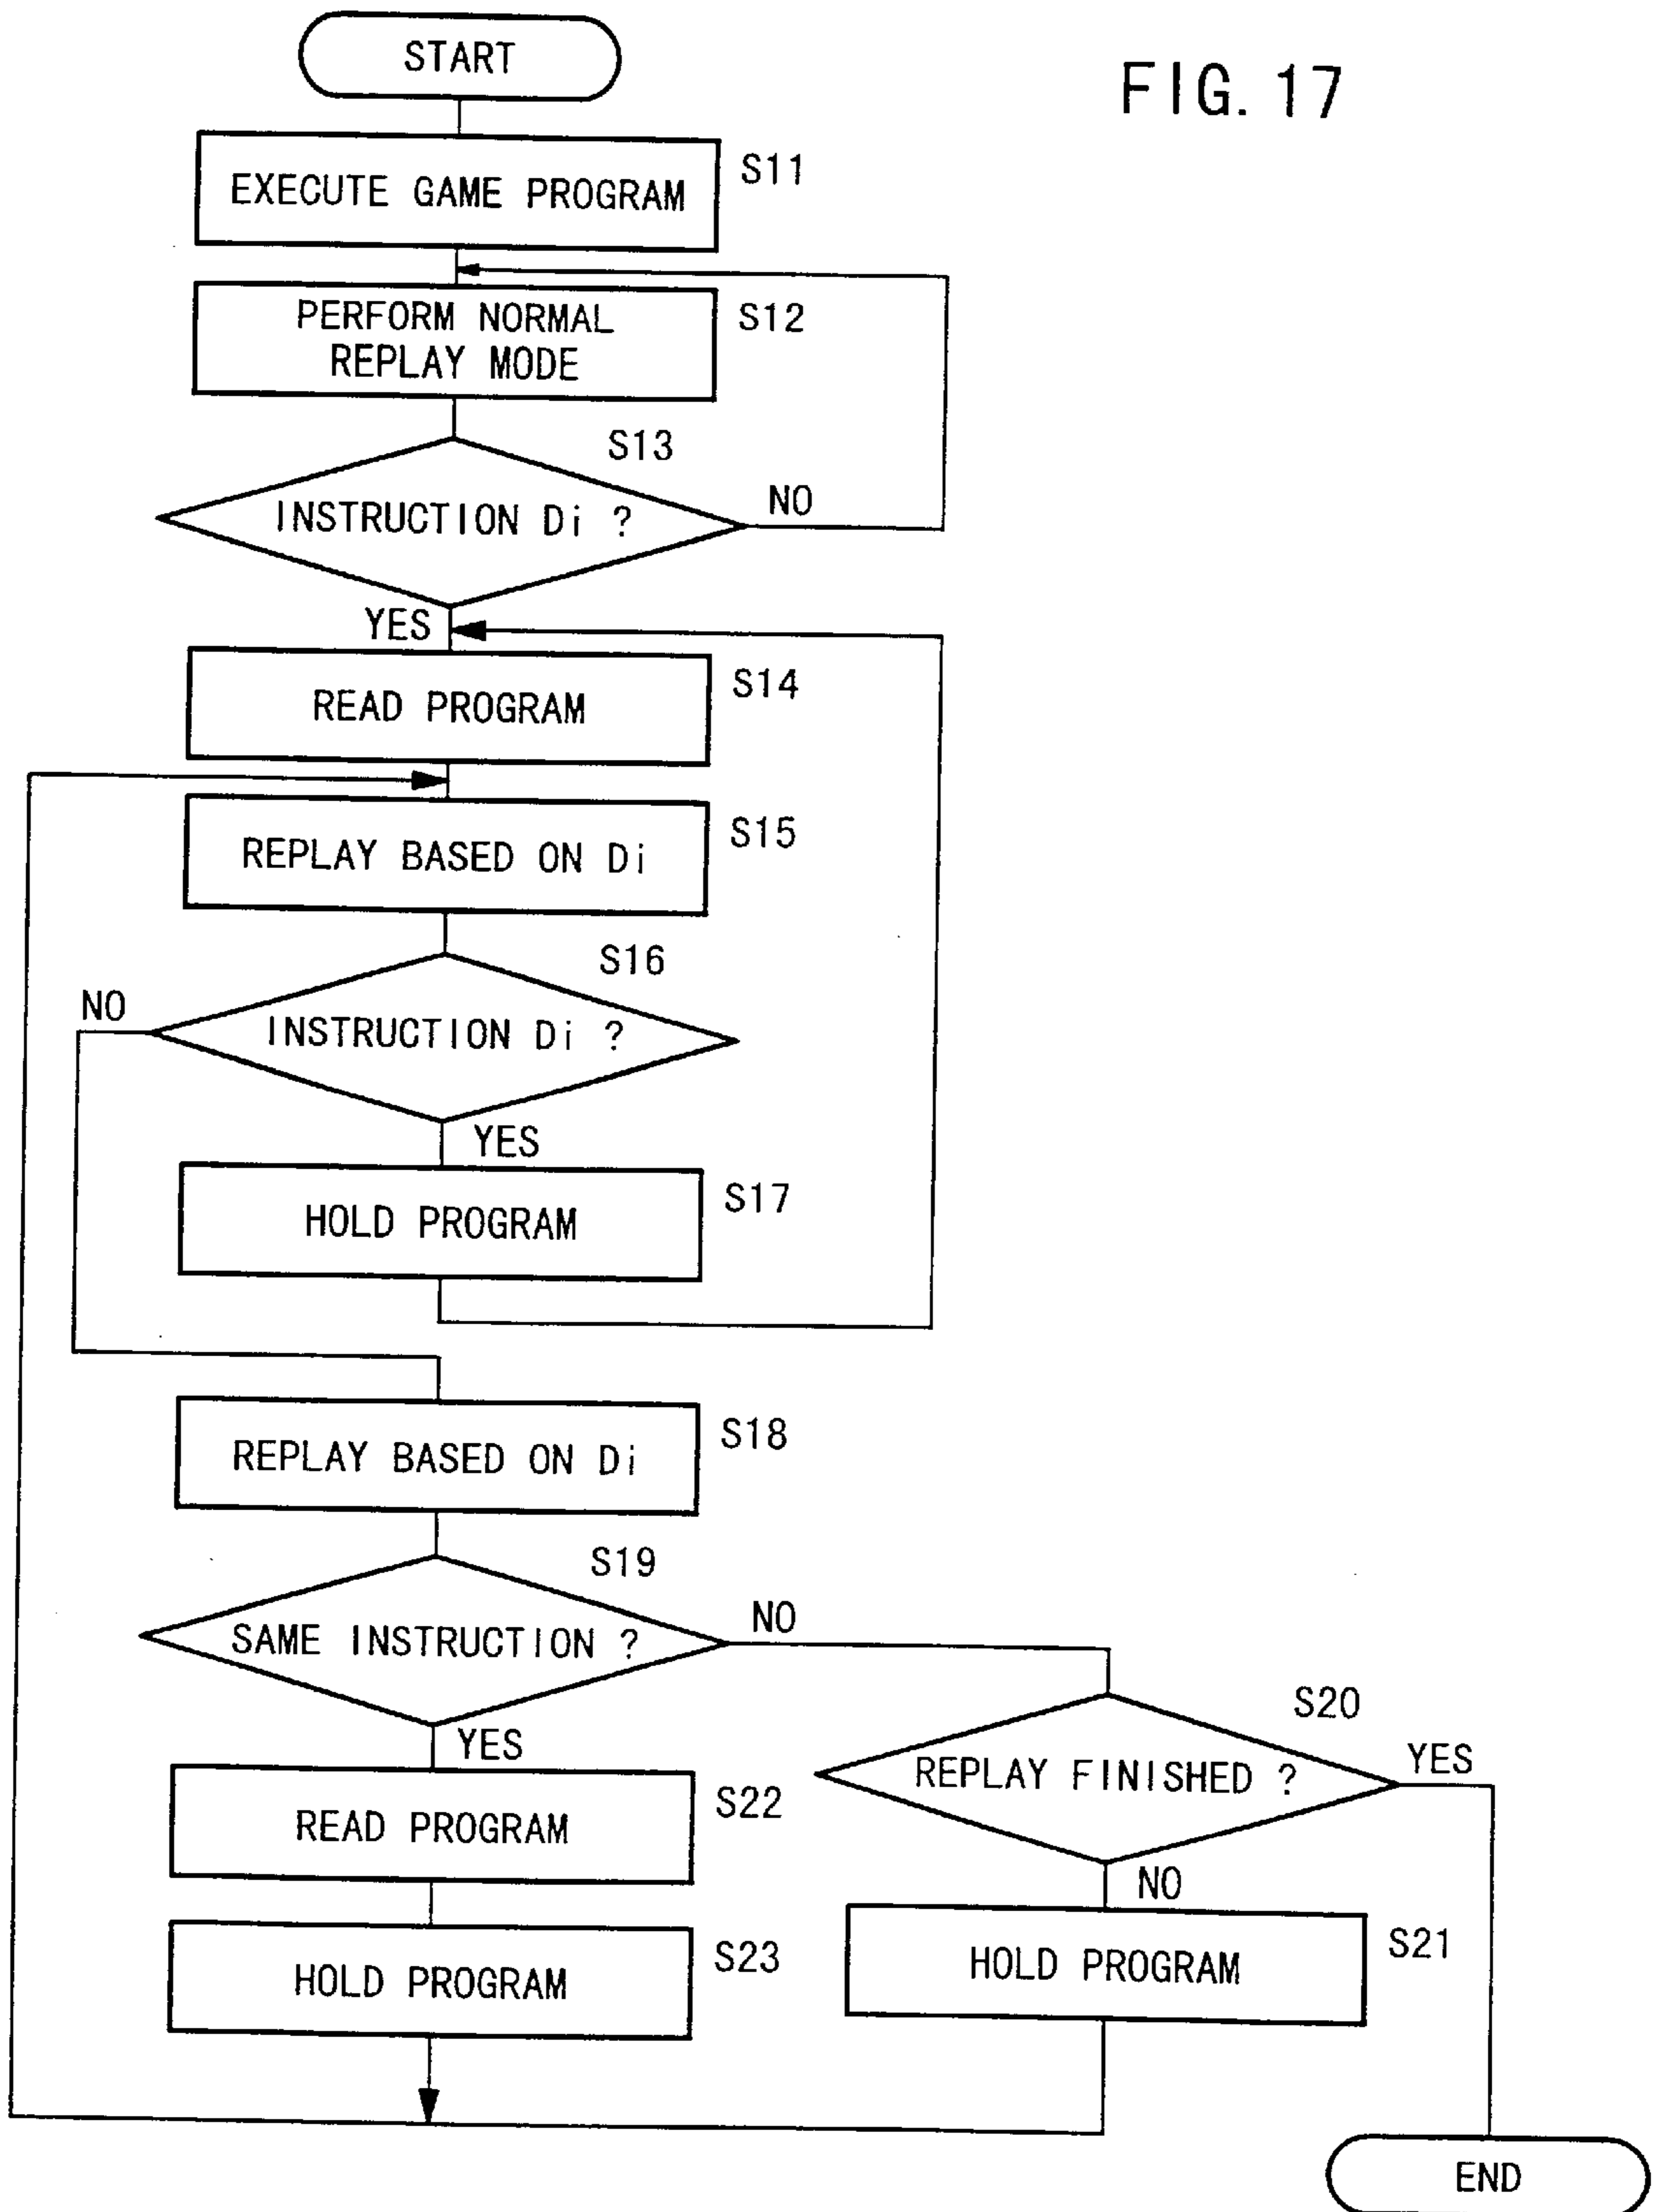 START
FIG. 17
EXECUTE GAME PROGRAM
S11
PERFORM NORMAL
REPLAY MODE
S12
S13
INSTRUCTION Di ?
NO
YES
READ PROGRAM
S14
REPLAY BASED ON Di
S15
S16
NO
INSTRUCTION Di ?
YES
HOLD PROGRAM
S17
REPLAY BASED ON Di
S18
S19
SAME INSTRUCTION ?
NO
YES
S20
REPLAY FINISHED ?
YES
READ PROGRAM
S22
NO
HOLD PROGRAM
S21
HOLD PROGRAM
S23
END